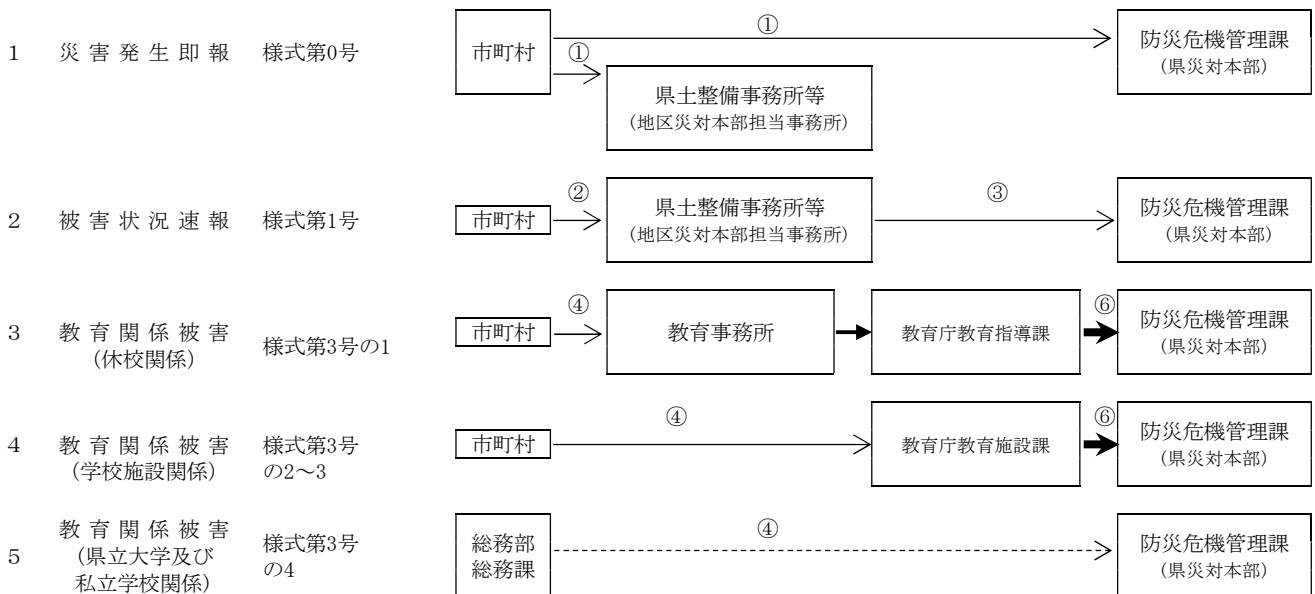 1 災害発生即報 様式第0号 市町村 ① 防災危機管理課
(県災対本部)
①
県土整備事務所等
(地区災対本部担当事務所)
2 被害状況速報 様式第1号 市町村 ② 県土整備事務所等 ③ 防災危機管理課
(地区災対本部担当事務所) (県災対本部)
3 教育関係被害 様式第3号の1 市町村 ④ 教育事務所 教育庁教育指導課 ⑥ 防災危機管理課
(休校関係) (県災対本部)
4 教育関係被害 様式第3号 市町村 ④ 教育庁教育施設課 ⑥ 防災危機管理課
(学校施設関係) の2~3 (県災対本部)
教育関係被害
5 (県立大学及び 様式第3号 総務部 ④ 防災危機管理課
私立学校関係) の4 総務課 (県災対本部)